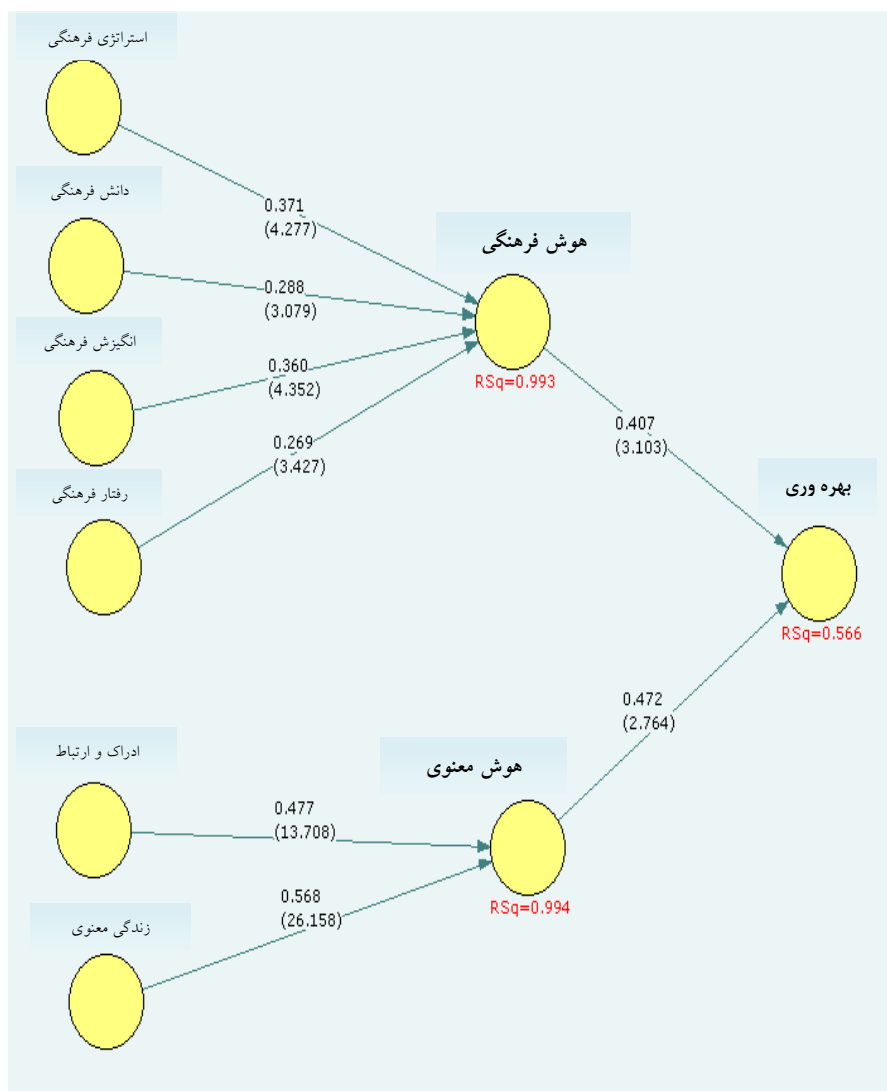 استراتژی فرهنگی
دانش فرهنگی
0.371
(4.277)
هوش فرهنگی
0.288
(3.079)
انگیزش فرهنگی
0.360
(4.352)
RSq=0.993
0.407
(3.103)
0.269
(3.427)
رفتار فرهنگی
بهره وری
RSq=0.566
0.472
(2.764)
ادراک و ارتباط
هوش معنوی
0.477
(13.708)
0.568
(26.158)
RSq=0.994
زندگی معنوی